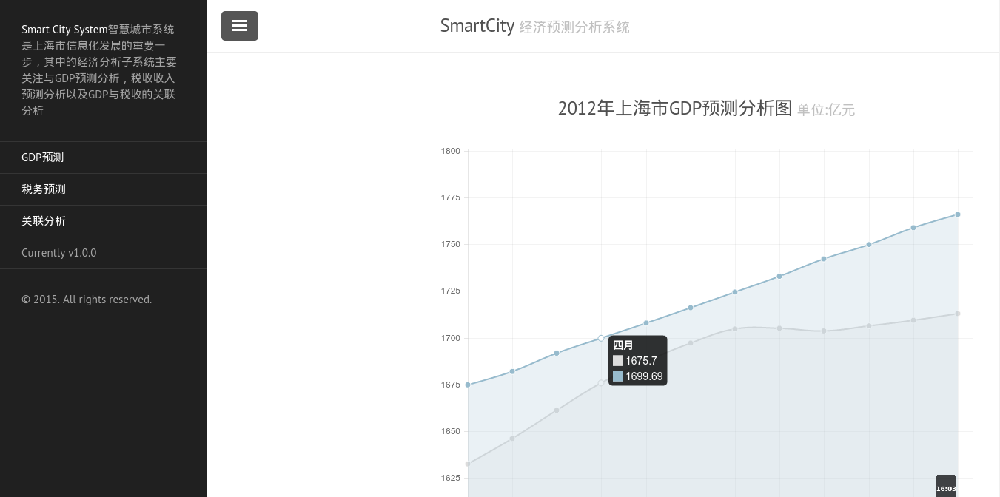 Smart City System智慧城市系统
是上海市信息化发展的重要一
步，其中的经济分析子系统主要
关注与GDP预测分析，税收收入
预测分析以及GDP与税收的关联
分析
GDP预测
税务预测
关联分析
Currently v1.0.0
© 2015. All rights reserved.
SmartCity 经济预测分析系统
2012年上海市GDP预测分析图 单位:亿元
1800
1775
1750
1725
1700
1675
1650
1625
四月
1675.7
1699.69
16:03